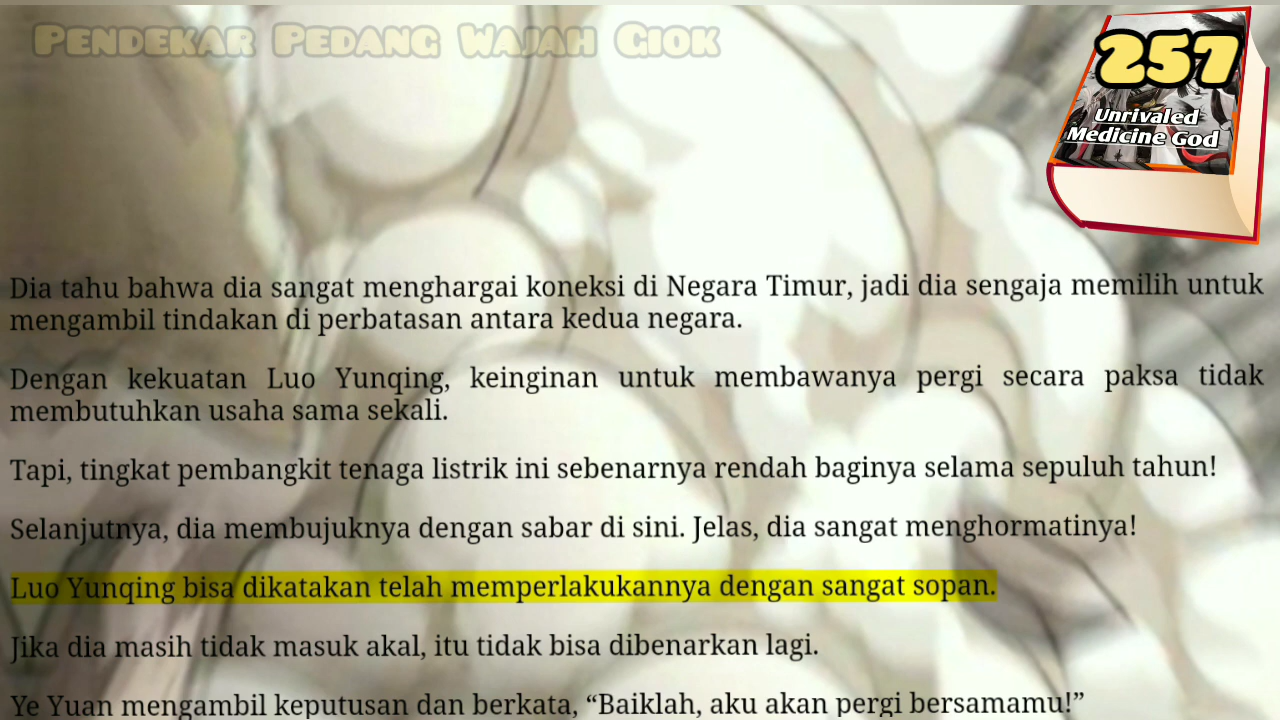 Pendekar Pedang Wajah Giok
257
Unrivaled
Medicine God
Dia tahu bahwa dia sangat menghargai koneksi di Negara Timur, jadi dia sengaja memilih untuk
mengambil tindakan di perbatasan antara kedua negara.
Dengan kekuatan Luo Yunqing, keinginan untuk membawanya pergi secara paksa tidak
membutuhkan usaha sama sekali.
Tapi, tingkat pembangkit tenaga listrik ini sebenarnya rendah baginya selama sepuluh tahun!
Selanjutnya, dia membujuknya dengan sabar di sini. Jelas, dia sangat menghormatinya!
Luo Yunqing bisa dikatakan telah memperlakukannya dengan sangat sopan.
Jika dia masih tidak masuk akal, itu tidak bisa dibenarkan lagi.
Ye Yuan mengambil keputusan dan berkata, “Baiklah, aku akan pergi bersamamu!”